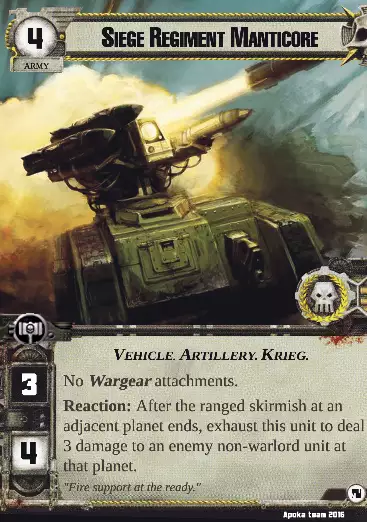 4
SIEGE REGIMENT MANTICORE
ARMY
VEHICLE. ARTILLERY. KRIEG.
3
No Wargear attachments.
Reaction: After the ranged skirmish at an
adjacent planet ends, exhaust this unit to deal
3 damage to an enemy non-warlord unit at
that planet.
4
"Fire support at the ready."
Apoka team 2016